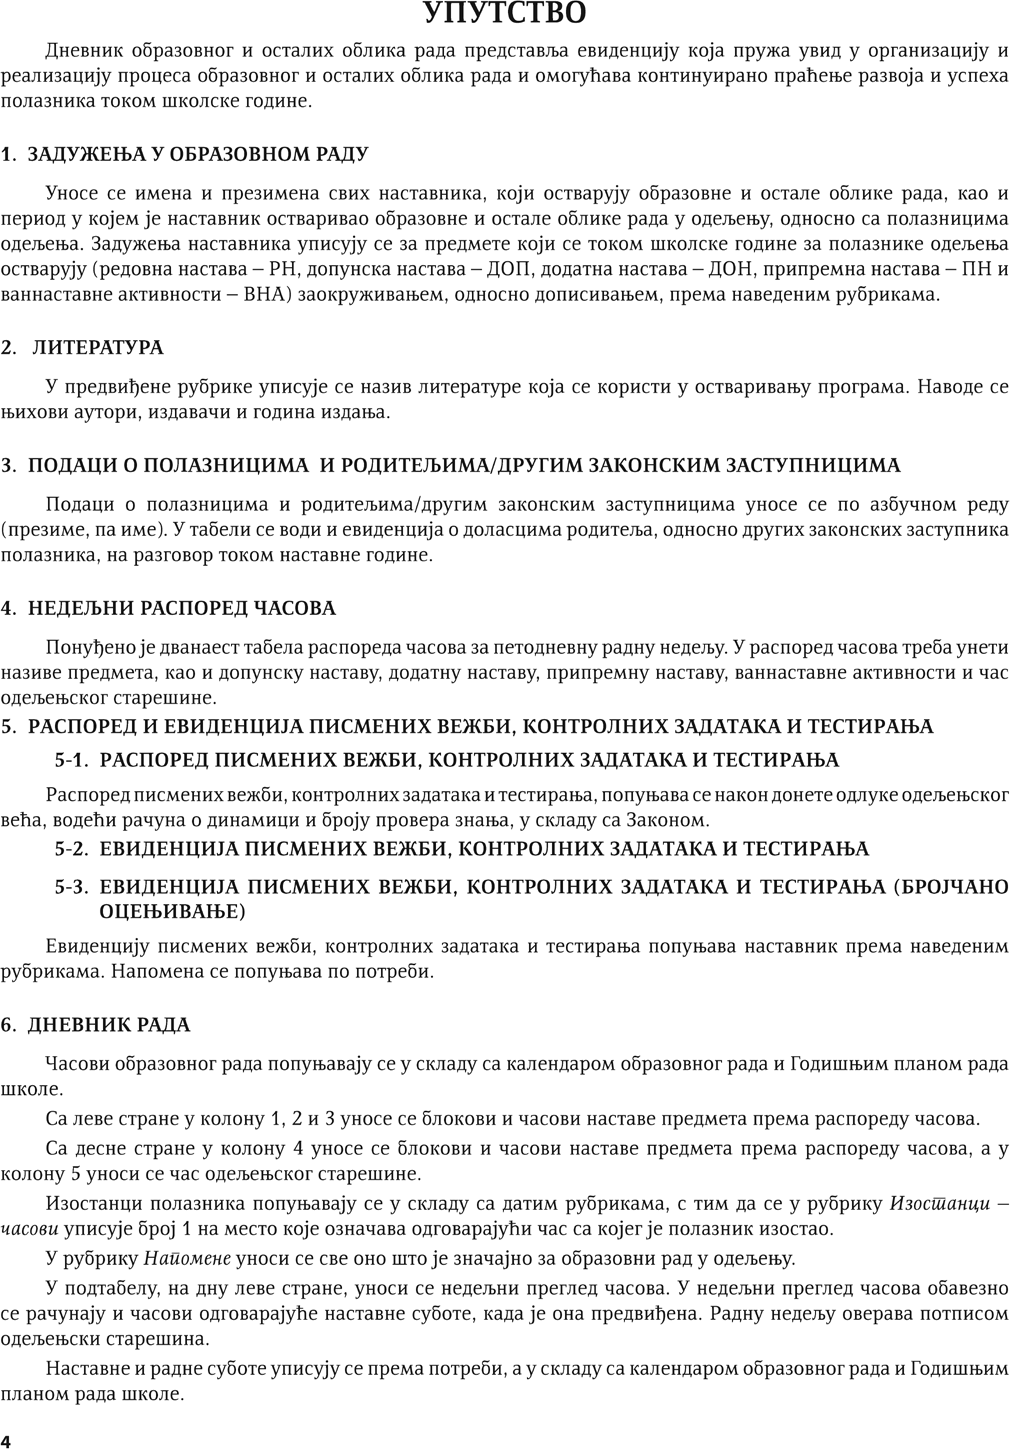 УПУТСТВО
Дневник образовног и осталих облика рада представља евиденцију која пружа увид у организацију и
реализацију процеса образовног и осталих облика рада и омогућава континуирано праћење развоја и успеха
полазника током школске године.
1. ЗАДУЖЕЊА У ОБРАЗОВНОМ РАДУ
Уносе се имена и презимена свих наставника, који остварују образовне и остале облике рада, као и
период у којем је наставник остваривао образовне и остале облике рада у одељењу, односно са полазницима
одељења. Задужења наставника уписују се за предмете који се током школске године за полазнике одељења
остварују (редовна настава – РН, допунска настава – ДОП, додатна настава – ДОН, припремна настава – ПН и
ваннаставне активности – ВНА) заокруживањем, односно дописивањем, према наведеним рубрикама.
2. ЛИТЕРАТУРА
У предвиђене рубрике уписује се назив литературе која се користи у остваривању програма. Наводе се
њихови аутори, издавачи и година издања.
3. ПОДАЦИ О ПОЛАЗНИЦИМА И РОДИТЕЉИМА/ДРУГИМ ЗАКОНСКИМ ЗАСТУПНИЦИМА
Подаци о полазницима и родитељима/другим законским заступницима уносе се по азбучном реду
(презиме, па име). У табели се води и евиденција о доласцима родитеља, односно других законских заступника
полазника, на разговор током наставне године.
4. НЕДЕЉНИ РАСПОРЕД ЧАСОВА
Понуђено је дванаест табела распореда часова за петодневну радну недељу. У распоред часова треба унети
називе предмета, као и допунску наставу, додатну наставу, припремну наставу, ваннаставне активности и час
одељењског старешине.
5. РАСПОРЕД И ЕВИДЕНЦИЈА ПИСМЕНИХ ВЕЖБИ, КОНТРОЛНИХ ЗАДАТАКА И ТЕСТИРАЊА
5-1. РАСПОРЕД ПИСМЕНИХ ВЕЖБИ, КОНТРОЛНИХ ЗАДАТАКА И ТЕСТИРАЊА
Распоред писмених вежби, контролних задатака и тестирања, попуњава се након донете одлуке одељењског
већа, водећи рачуна о динамици и броју провера знања, у складу са Законом.
5-2. ЕВИДЕНЦИЈА ПИСМЕНИХ ВЕЖБИ, КОНТРОЛНИХ ЗАДАТАКА И ТЕСТИРАЊА
5-3. ЕВИДЕНЦИЈА ПИСМЕНИХ ВЕЖБИ, КОНТРОЛНИХ ЗАДАТАКА И ТЕСТИРАЊА (БРОЈЧАНО
ОЦЕЊИВАЊЕ)
Евиденцију писмених вежби, контролних задатака и тестирања попуњава наставник према наведеним
рубрикама. Напомена се попуњава по потреби.
6. ДНЕВНИК РАДА
Часови образовног рада попуњавају се у складу са календаром образовног рада и Годишњим планом рада
школе.
Са леве стране у колону 1, 2 и 3 уносе се блокови и часови наставе предмета према распореду часова.
Са десне стране у колону 4 уносе се блокови и часови наставе предмета према распореду часова, а у
колону 5 уноси се час одељењског старешине.
Изостанци полазника попуњавају се у складу са датим рубрикама, с тим да се у рубрику Изостанци –
часови уписује број 1 на место које означава одговарајући час са којег је полазник изостао.
У рубрику Напомене уноси се све оно што је значајно за образовни рад у одељењу.
У подтабелу, на дну леве стране, уноси се недељни преглед часова. У недељни преглед часова обавезно
се рачунају и часови одговарајуће наставне суботе, када је она предвиђена. Радну недељу оверава потписом
одељењски старешина.
Наставне и радне суботе уписују се према потреби, а у складу са календаром образовног рада и Годишњим
планом рада школе.
4